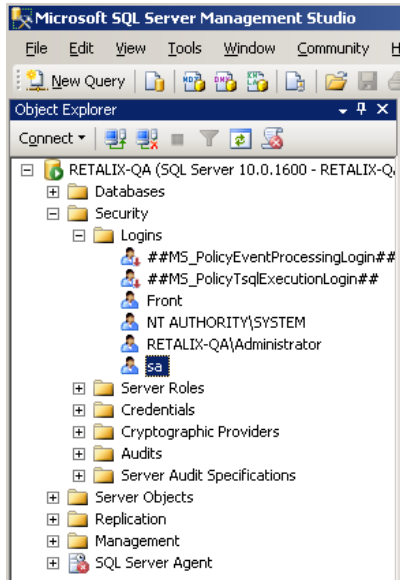 Microsoft SQL Server Management Studio
File Edit View Tools Window Community H
New Query
Object Explorer
Connect
RETALIX-QA (SQL Server 10.0.1600 - RETALIX-Q
Databases
Security
Logins
##MS_PolicyEventProcessingLogin##
##MS_PolicyTsqlExecutionLogin##
Front
NT AUTHORITY\SYSTEM
RETALIX-QA\Administrator
sa
Server Roles
Credentials
Cryptographic Providers
Audits
Server Audit Specifications
Server Objects
Replication
Management
SQL Server Agent